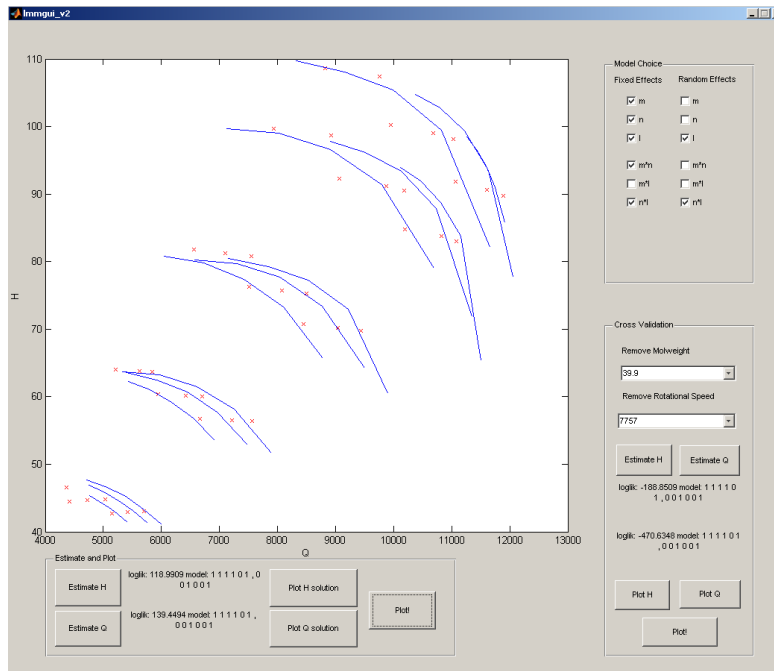 lmmgui_v2
110
100
90
80
70
60
50
40
H
4000 5000 6000 7000 8000 9000 10000 11000 12000 13000
Q
Model Choice
Fixed Effects Random Effects
m m
n n
l l
m*n m*n
m*l m*l
n*l n*l
Cross Validation
Remove Molweight
39.9
Remove Rotational Speed
7757
Estimate H Estimate Q
loglik: -188.8509 model: 1 1 1 1 0
1 , 0 0 1 0 0 1
loglik: -470.6348 model: 1 1 1 1 0 1
, 0 0 1 0 0 1
Plot H Plot Q
Plot!
Estimate and Plot
Estimate H
loglik: 118.9909 model: 1 1 1 1 0 1 , 0
0 1 0 0 1
Plot H solution
Estimate Q
loglik: 139.4494 model: 1 1 1 1 0 1 ,
0 0 1 0 0 1
Plot Q solution
Plot!